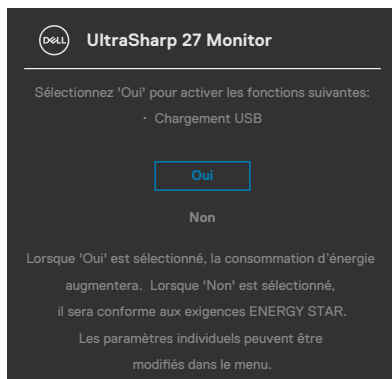 DELL
UltraSharp 27 Monitor
Sélectionnez 'Oui' pour activer les fonctions suivantes:
· Chargement USB
Oui
Non
Lorsque 'Oui' est sélectionné, la consommation d'énergie
augmentera. Lorsque 'Non' est sélectionné,
il sera conforme aux exigences ENERGY STAR.
Les paramètres individuels peuvent être
modifiés dans le menu.